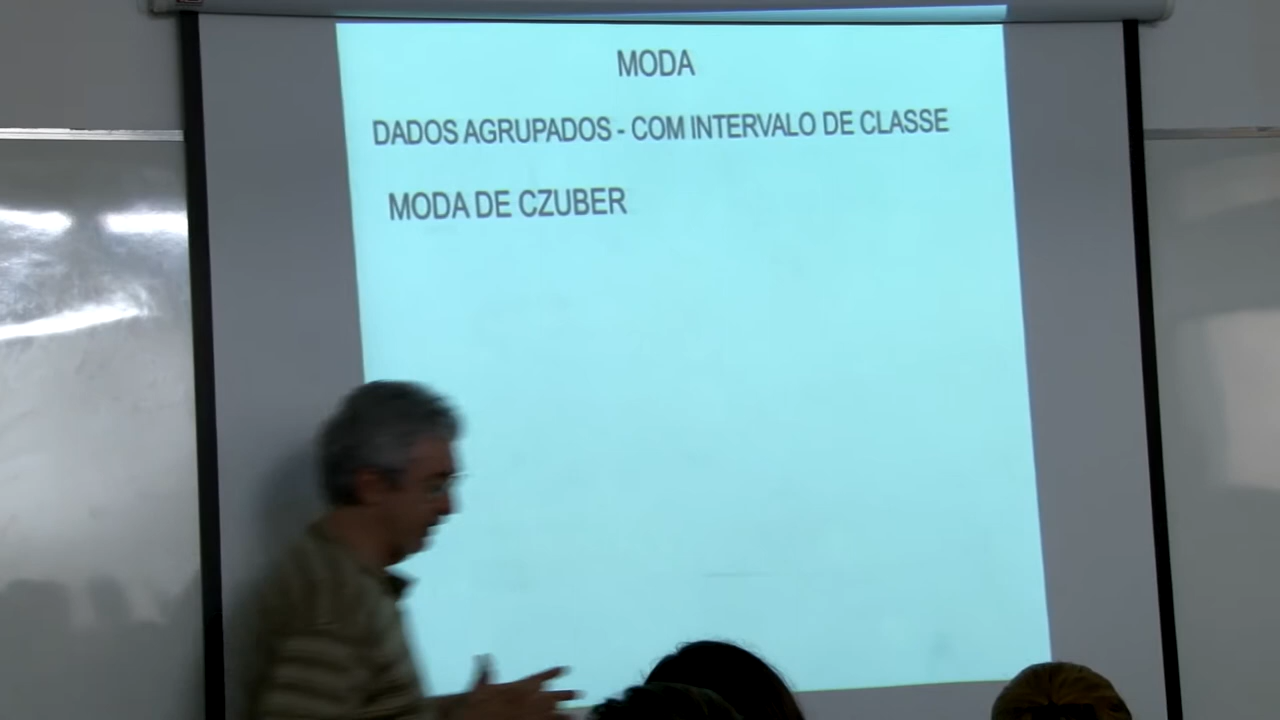 MODA
DADOS AGRUPADOS - COM INTERVALO DE CLASSE
MODA DE CZUBER